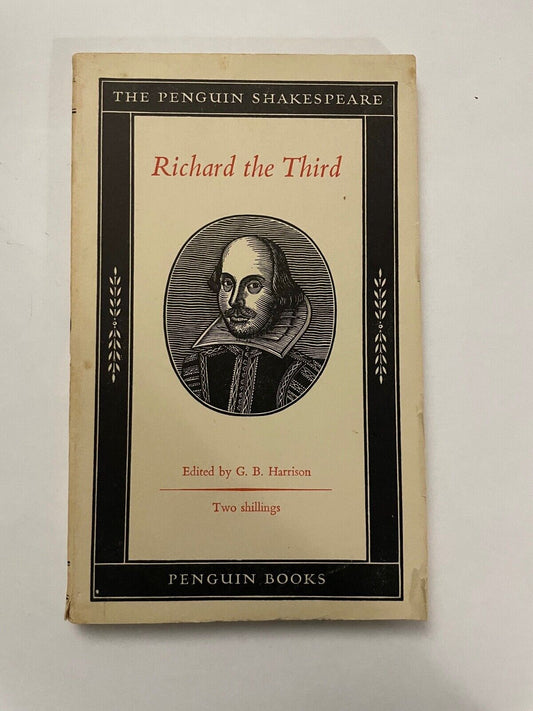 THE PENGUIN SHAKESPEARE
Richard the Third
Edited by G. B. Harrison
Two shillings
PENGUIN BOOKS